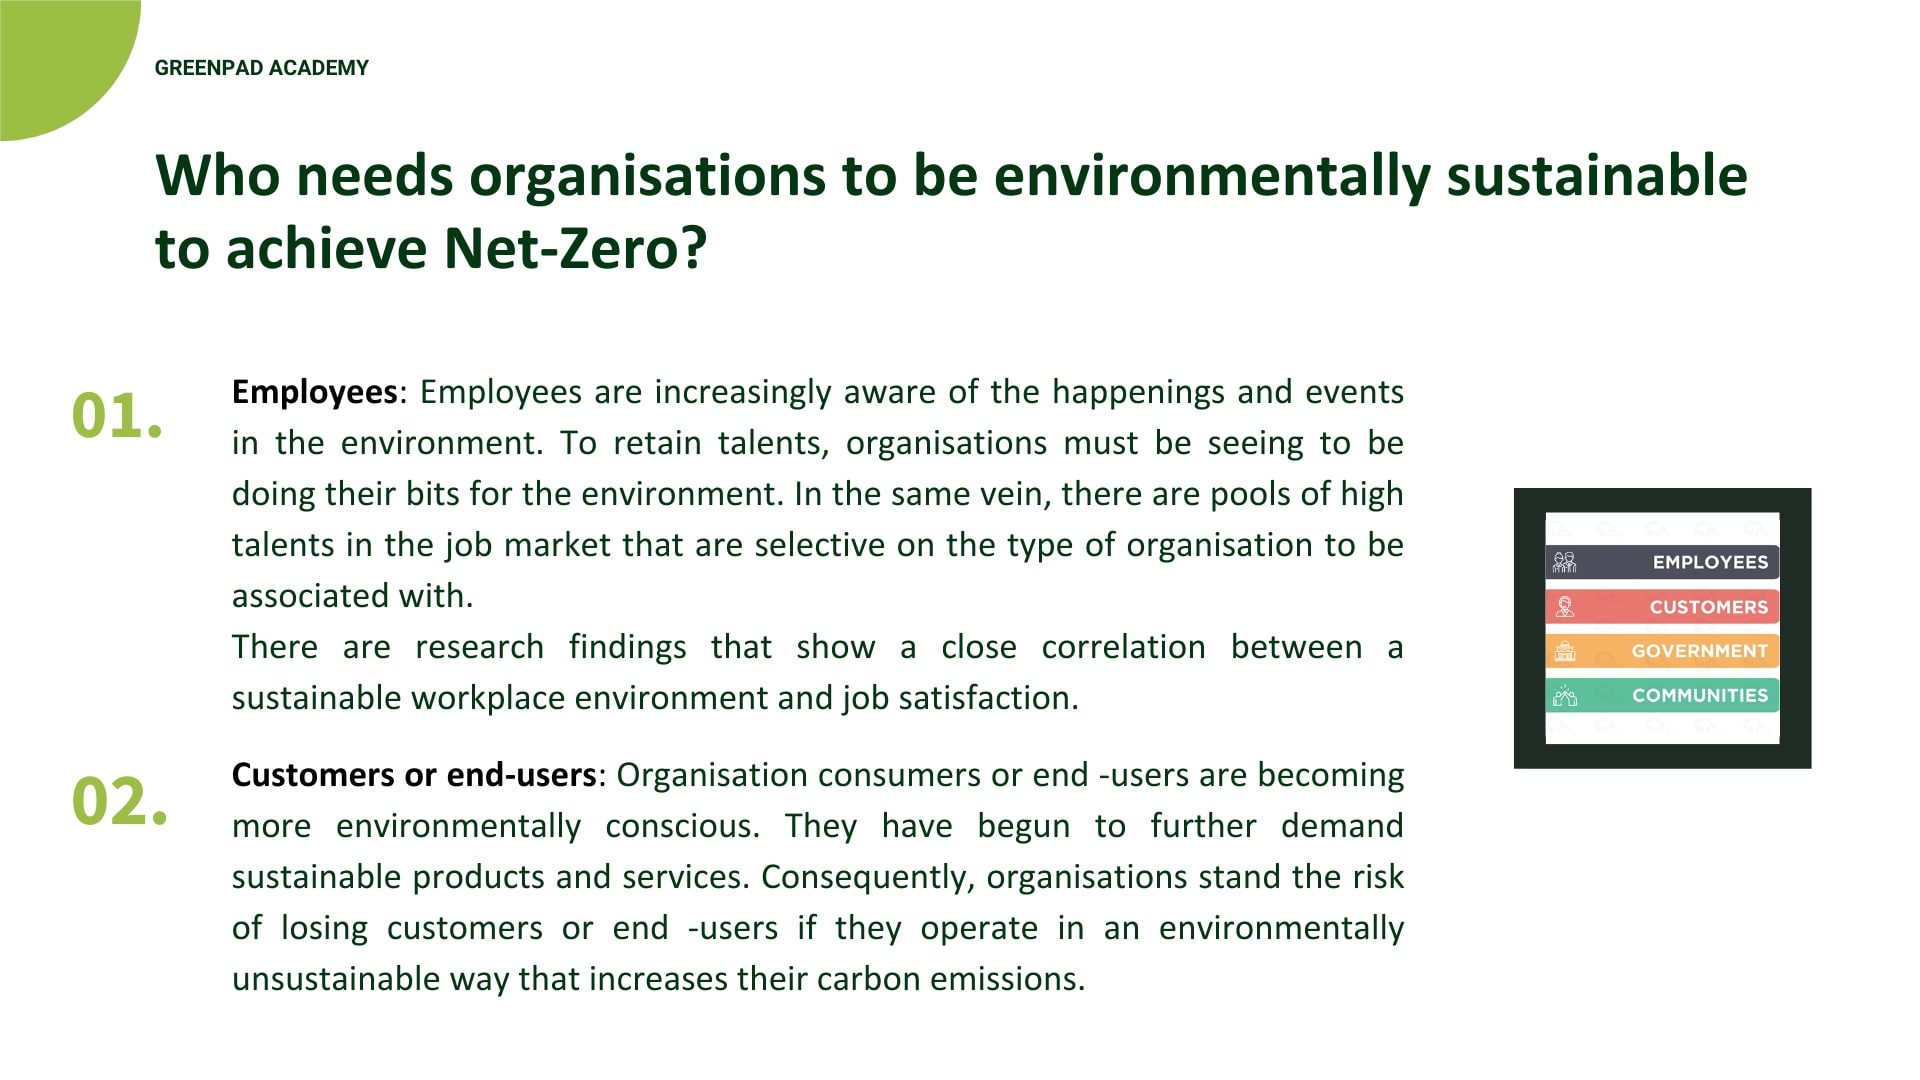 GREENPAD ACADEMY
Who needs organisations to be environmentally sustainable
to achieve Net-Zero?
01.
Employees: Employees are increasingly aware of the happenings and events
in the environment. To retain talents, organisations must be seeing to be
doing their bits for the environment. In the same vein, there are pools of high
talents in the job market that are selective on the type of organisation to be
associated with.
There are research findings that show a close correlation between a
sustainable workplace environment and job satisfaction.
02.
Customers or end-users: Organisation consumers or end -users are becoming
more environmentally conscious. They have begun to further demand
sustainable products and services. Consequently, organisations stand the risk
of losing customers or end -users if they operate in an environmentally
unsustainable way that increases their carbon emissions.
EMPLOYEES
CUSTOMERS
GOVERNMENT
COMMUNITIES